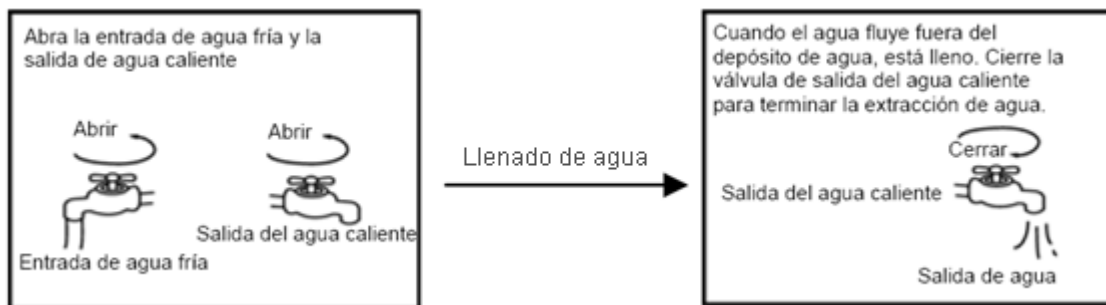 Abra la entrada de agua fría y la
salida de agua caliente
Abrir
Abrir
Salida del agua caliente
Entrada de agua fría
Llenado de agua
Cuando el agua fluye fuera del
depósito de agua, está lleno. Cierre la
válvula de salida del agua caliente
para terminar la extracción de agua.
Cerrar
Salida del agua caliente
Salida de agua